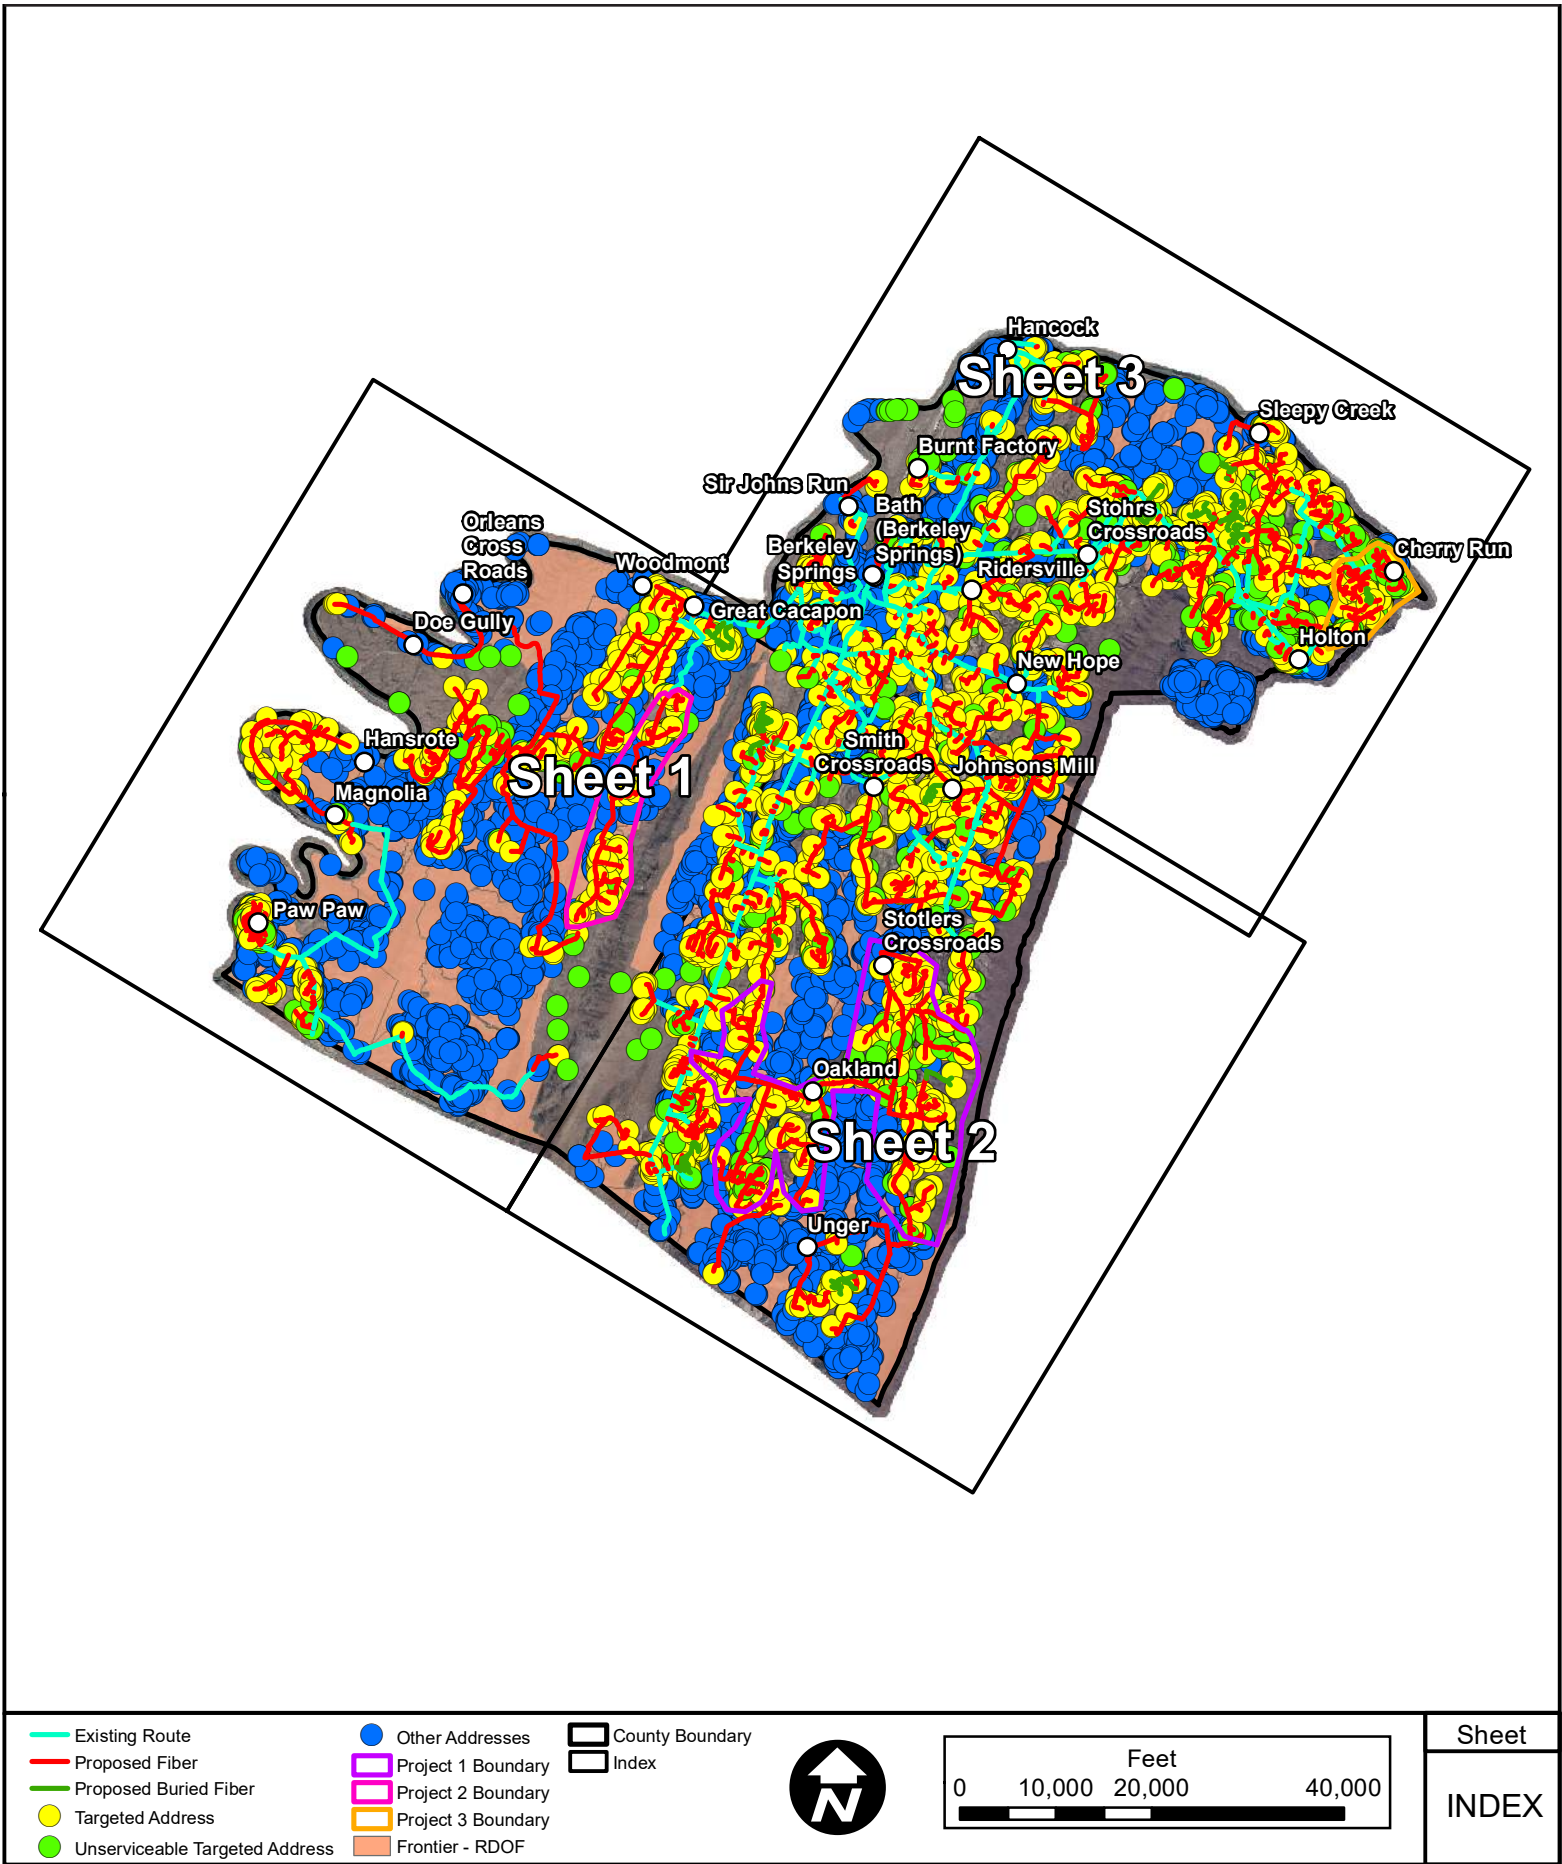 Hancock
Sheet 3
Sleepy Creek
Burnt Factory
Sir Johns Run
Bath
(Berkeley
Springs)
Stohrs
Crossroads
Orleans
Cross
Roads
Woodmont
Berkeley
Springs
Cherry Run
Ridersville
Great Cacapon
Doe Gully
Holton
New Hope
Hansrote
Smith
Crossroads
Johnsons Mill
Sheet 1
Magnolia
Paw Paw
Stotlers
Crossroads
Oakland
Sheet 2
Unger
Existing Route
Proposed Fiber
Proposed Buried Fiber
Targeted Address
Unserviceable Targeted Address
Other Addresses
Project 1 Boundary
Project 2 Boundary
Project 3 Boundary
Frontier - RDOF
County Boundary
Index
N
Feet
0 10,000 20,000 40,000
Sheet
INDEX